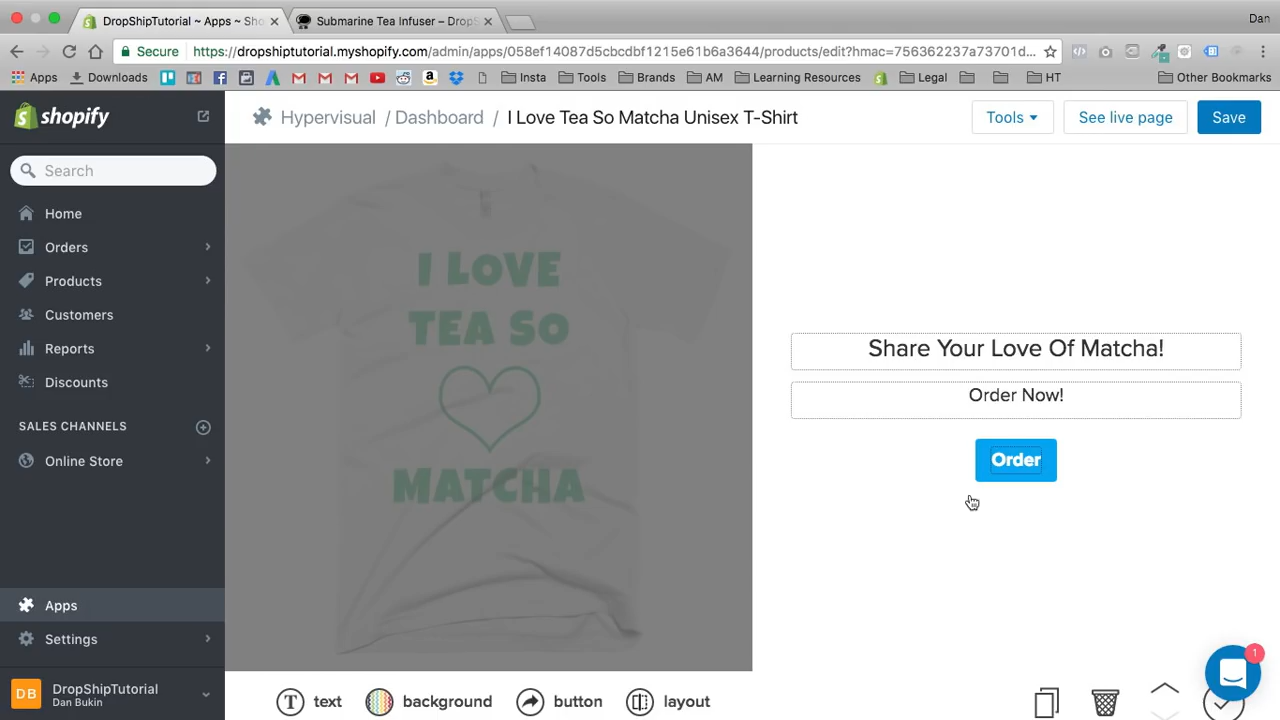 DropShipTutorial ~ Apps ~ Sho
Submarine Tea Infuser – DropS
Dan
Secure
https://dropshiptutorial.myshopify.com/admin/apps/058ef14087d5cbcdbf1215e61b6a3644/products/edit?hmac=756362237a73701d...
Apps
Downloads
Insta
Tools
Brands
AM
Learning Resources
Legal
HT
Other Bookmarks
shopify
Hypervisual / Dashboard / I Love Tea So Matcha Unisex T-Shirt
Tools
See live page
Save
Search
Home
Orders
Products
Customers
Reports
Discounts
SALES CHANNELS
Online Store
Apps
Settings
DB
DropShipTutorial
Dan Bukin
I LOVE
TEA SO
MATCHA
Share Your Love Of Matcha!
Order Now!
Order
T text
background
button
layout
1